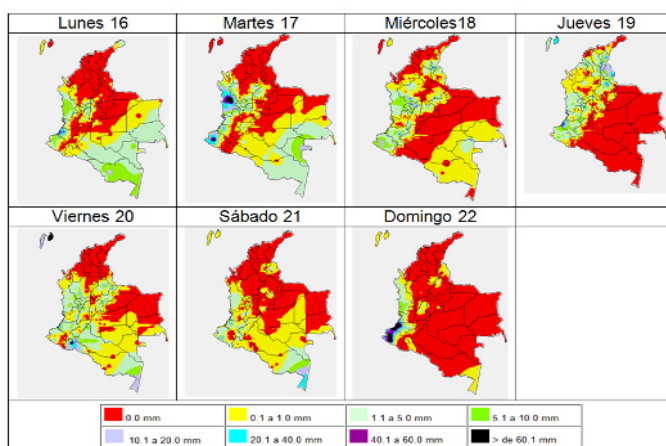 Lunes 16
Martes 17
Miércoles18
Jueves 19
Viernes 20
Sábado 21
Domingo 22
0.0 mm
0.1 a 1.0 mm
1.1 a 5.0 mm
5.1 a 10.0 mm
10.1 a 20.0 mm
20.1 a 40.0 mm
40.1 a 60.0 mm
> de 60.1 mm